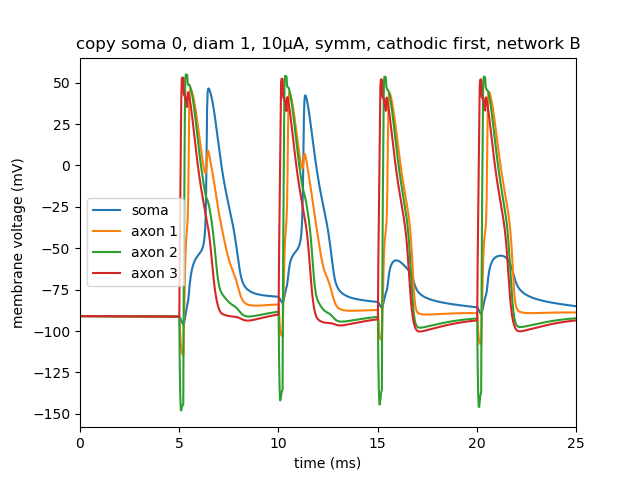 copy soma 0, diam 1, 10μA, symm, cathodic first, network B
membrane voltage (mV)
50
25
0
−25
−50
−75
−100
−125
−150
soma
axon 1
axon 2
axon 3
0
5
10
15
20
25
time (ms)